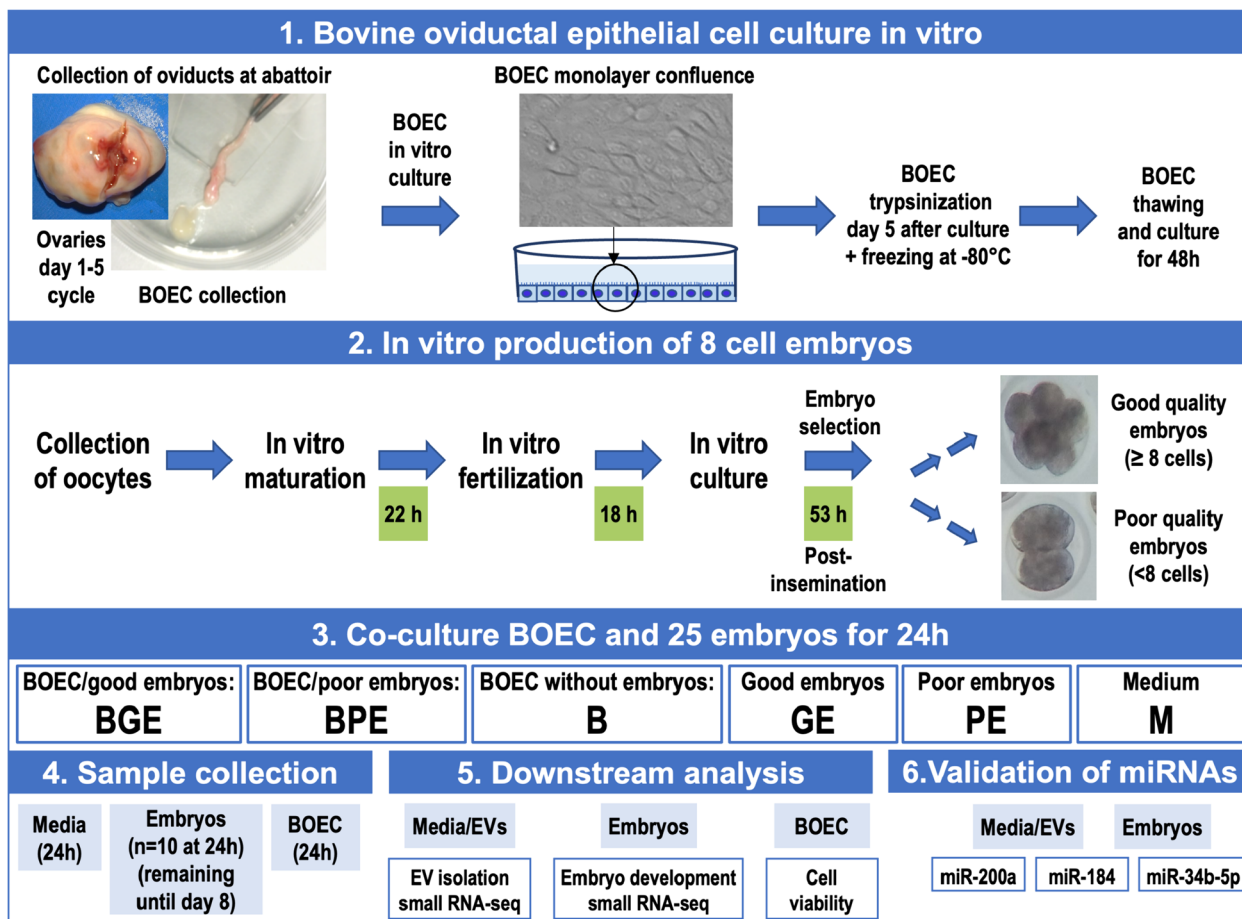 1. Bovine oviductal epithelial cell culture in vitro
Collection of oviducts at abattoir
Ovaries
day 1-5
cycle
BOEC collection
BOEC
in vitro
culture
BOEC monolayer confluence
BOEC
trypsinization
day 5 after culture
+ freezing at -80°C
BOEC
thawing
and culture
for 48h
2. In vitro production of 8 cell embryos
Collection
of oocytes
In vitro
maturation
22 h
In vitro
fertilization
18 h
In vitro
culture
Embryo
selection
53 h
Post-
insemination
Good quality
embryos
(≥ 8 cells)
Poor quality
embryos
(<8 cells)
3. Co-culture BOEC and 25 embryos for 24h
BOEC/good embryos:
BGE
BOEC/poor embryos:
BPE
BOEC without embryos:
B
Good embryos
GE
Poor embryos
PE
Medium
M
4. Sample collection
Media
(24h)
Embryos
(n=10 at 24h)
(remaining
until day 8)
BOEC
(24h)
5. Downstream analysis
Media/EVs
EV isolation
small RNA-seq
Embryos
Embryo development
small RNA-seq
BOEC
Cell
viability
6.Validation of miRNAs
Media/EVs
Embryos
miR-200a
miR-184
miR-34b-5p